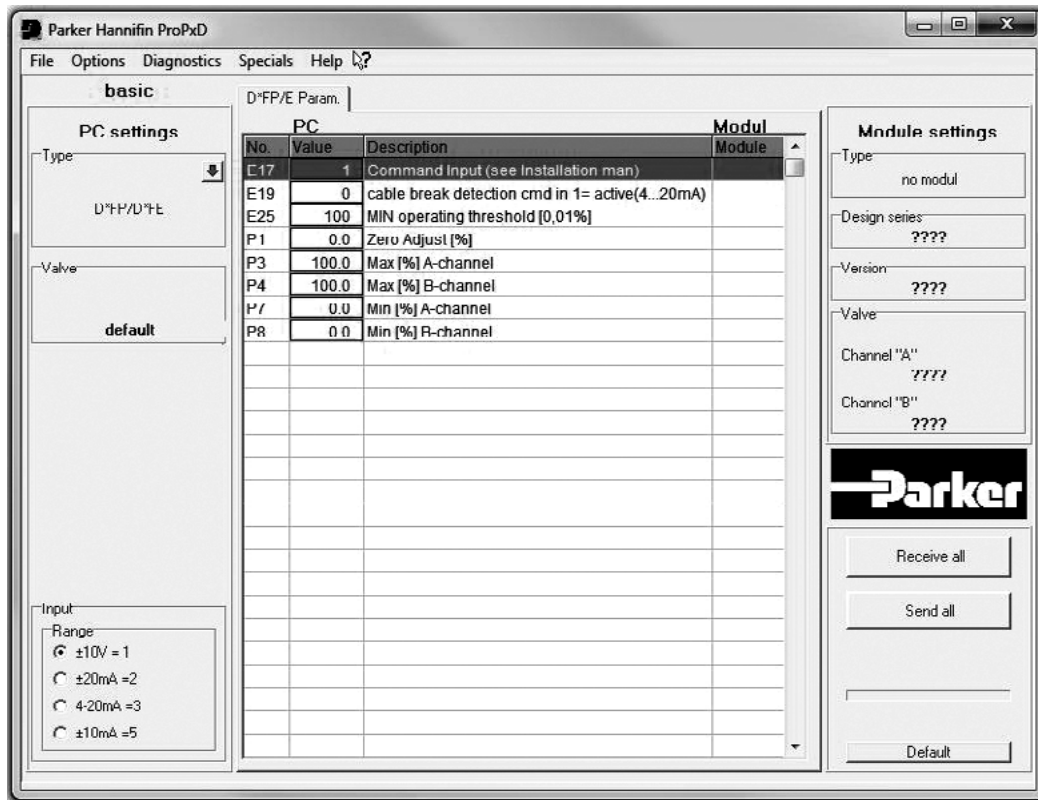 Parker Hannifin ProPxD
File Options Diagnostics Specials Help
basic
PC settings
Type
D*FP/D*FE
Valve
default
Input
Range
±10V = 1
±20mA =2
4-20mA =3
±10mA =5
D*FP/E Param.
PC Modul
No. Value Description Module
E17 1 Command Input (see Installation man)
E19 0 cable break detection cmd in 1= active(4...20mA)
E25 100 MIN operating threshold [0,01%]
P1 0.0 Zero Adjust [%]
P3 100.0 Max [%] A-channel
P4 100.0 Max [%] B-channel
P7 0.0 Min [%] A-channel
P8 0.0 Min [%] B-channel
Module settings
Type
no modul
Design series
????
Version
????
Valve
Channel "A"
????
Channel "B"
????
Parker
Receive all
Send all
Default